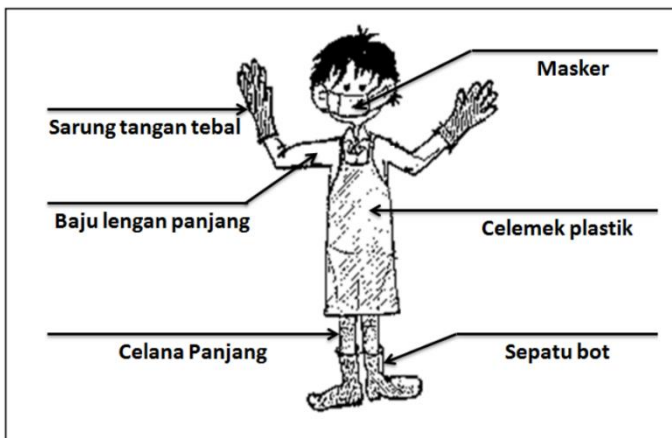 Masker
Sarung tangan tebal
Baju lengan panjang
Celemek plastik
Celana Panjang
Sepatu bot